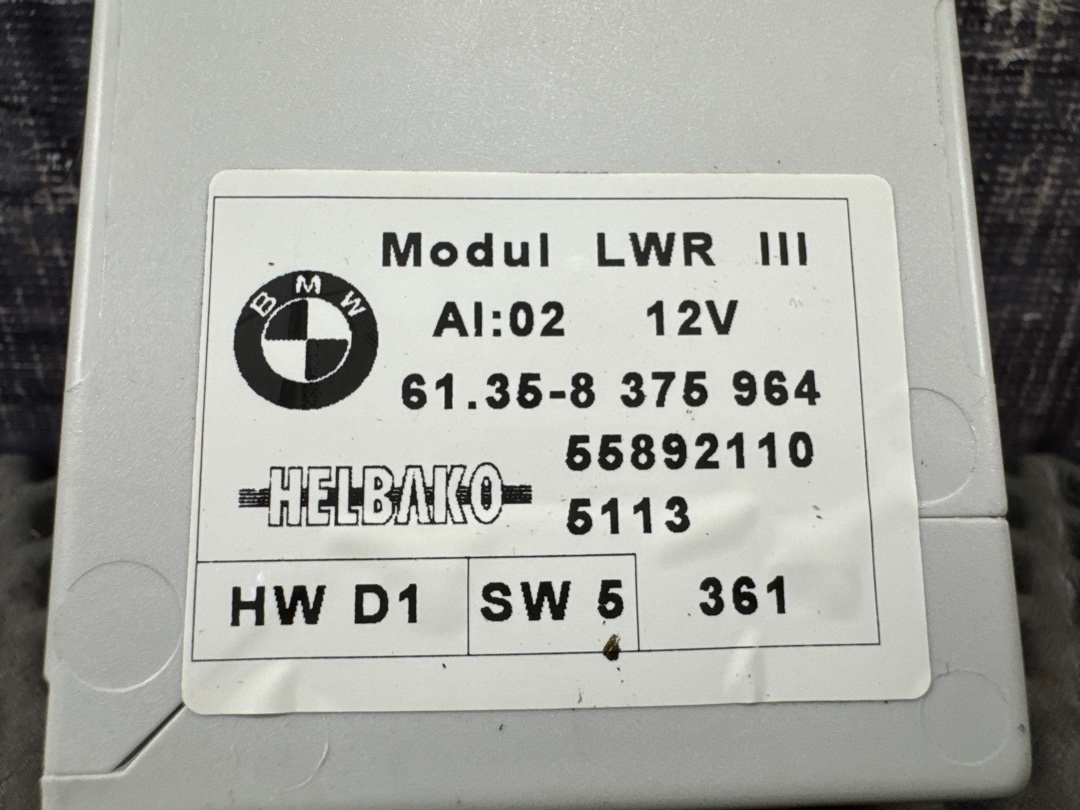 Modul LWR III
BMW
AI:02 12V
61.35-8 375 964
55892110
HELBAKO
5113
HW D1 SW 5 361